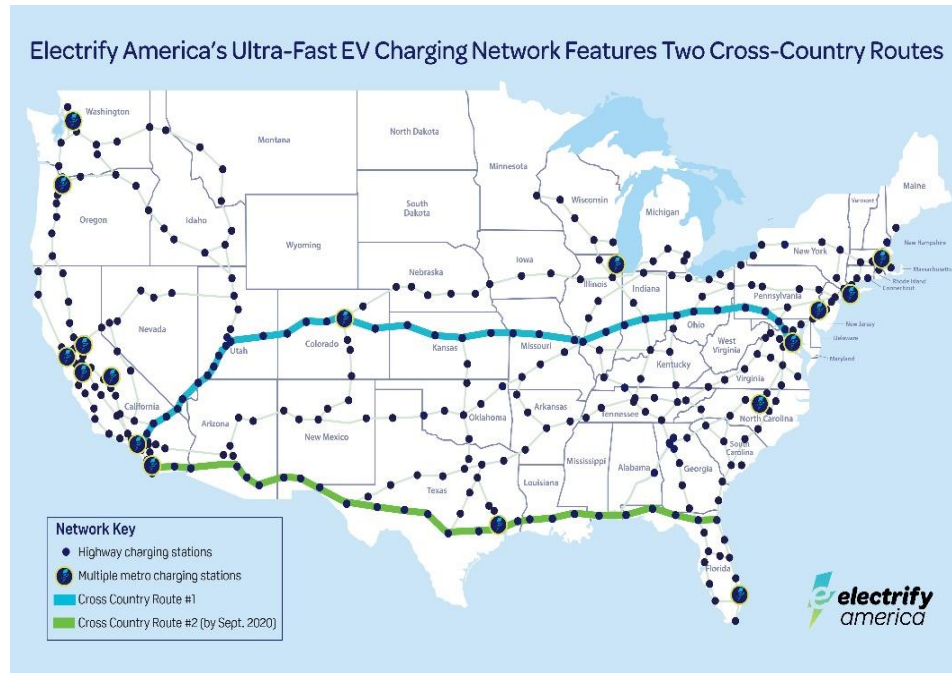 Electrify America's Ultra-Fast EV Charging Network Features Two Cross-Country Routes
Washington
Montana
North Dakota
Minnesota
Maine
Oregon
Idaho
South
Dakota
Wisconsin
Michigan
Vermont
New Hampshire
Wyoming
Iowa
New York
Massachusetts
Rhode Island
Connecticut
Nebraska
Illinois
Indiana
Pennsylvania
Nevada
Ohio
New Jersey
Utah
Colorado
Kansas
Missouri
West
Virginia
Delaware
Maryland
Kentucky
Virginia
California
Arizona
New Mexico
Oklahoma
Arkansas
Tennessee
North Carolina
South
Carolina
Mississippi
Alabama
Georgia
Texas
Louisiana
Florida
Network Key
Highway charging stations
Multiple metro charging stations
Cross Country Route #1
Cross Country Route #2 (by Sept. 2020)
e
electrify
america